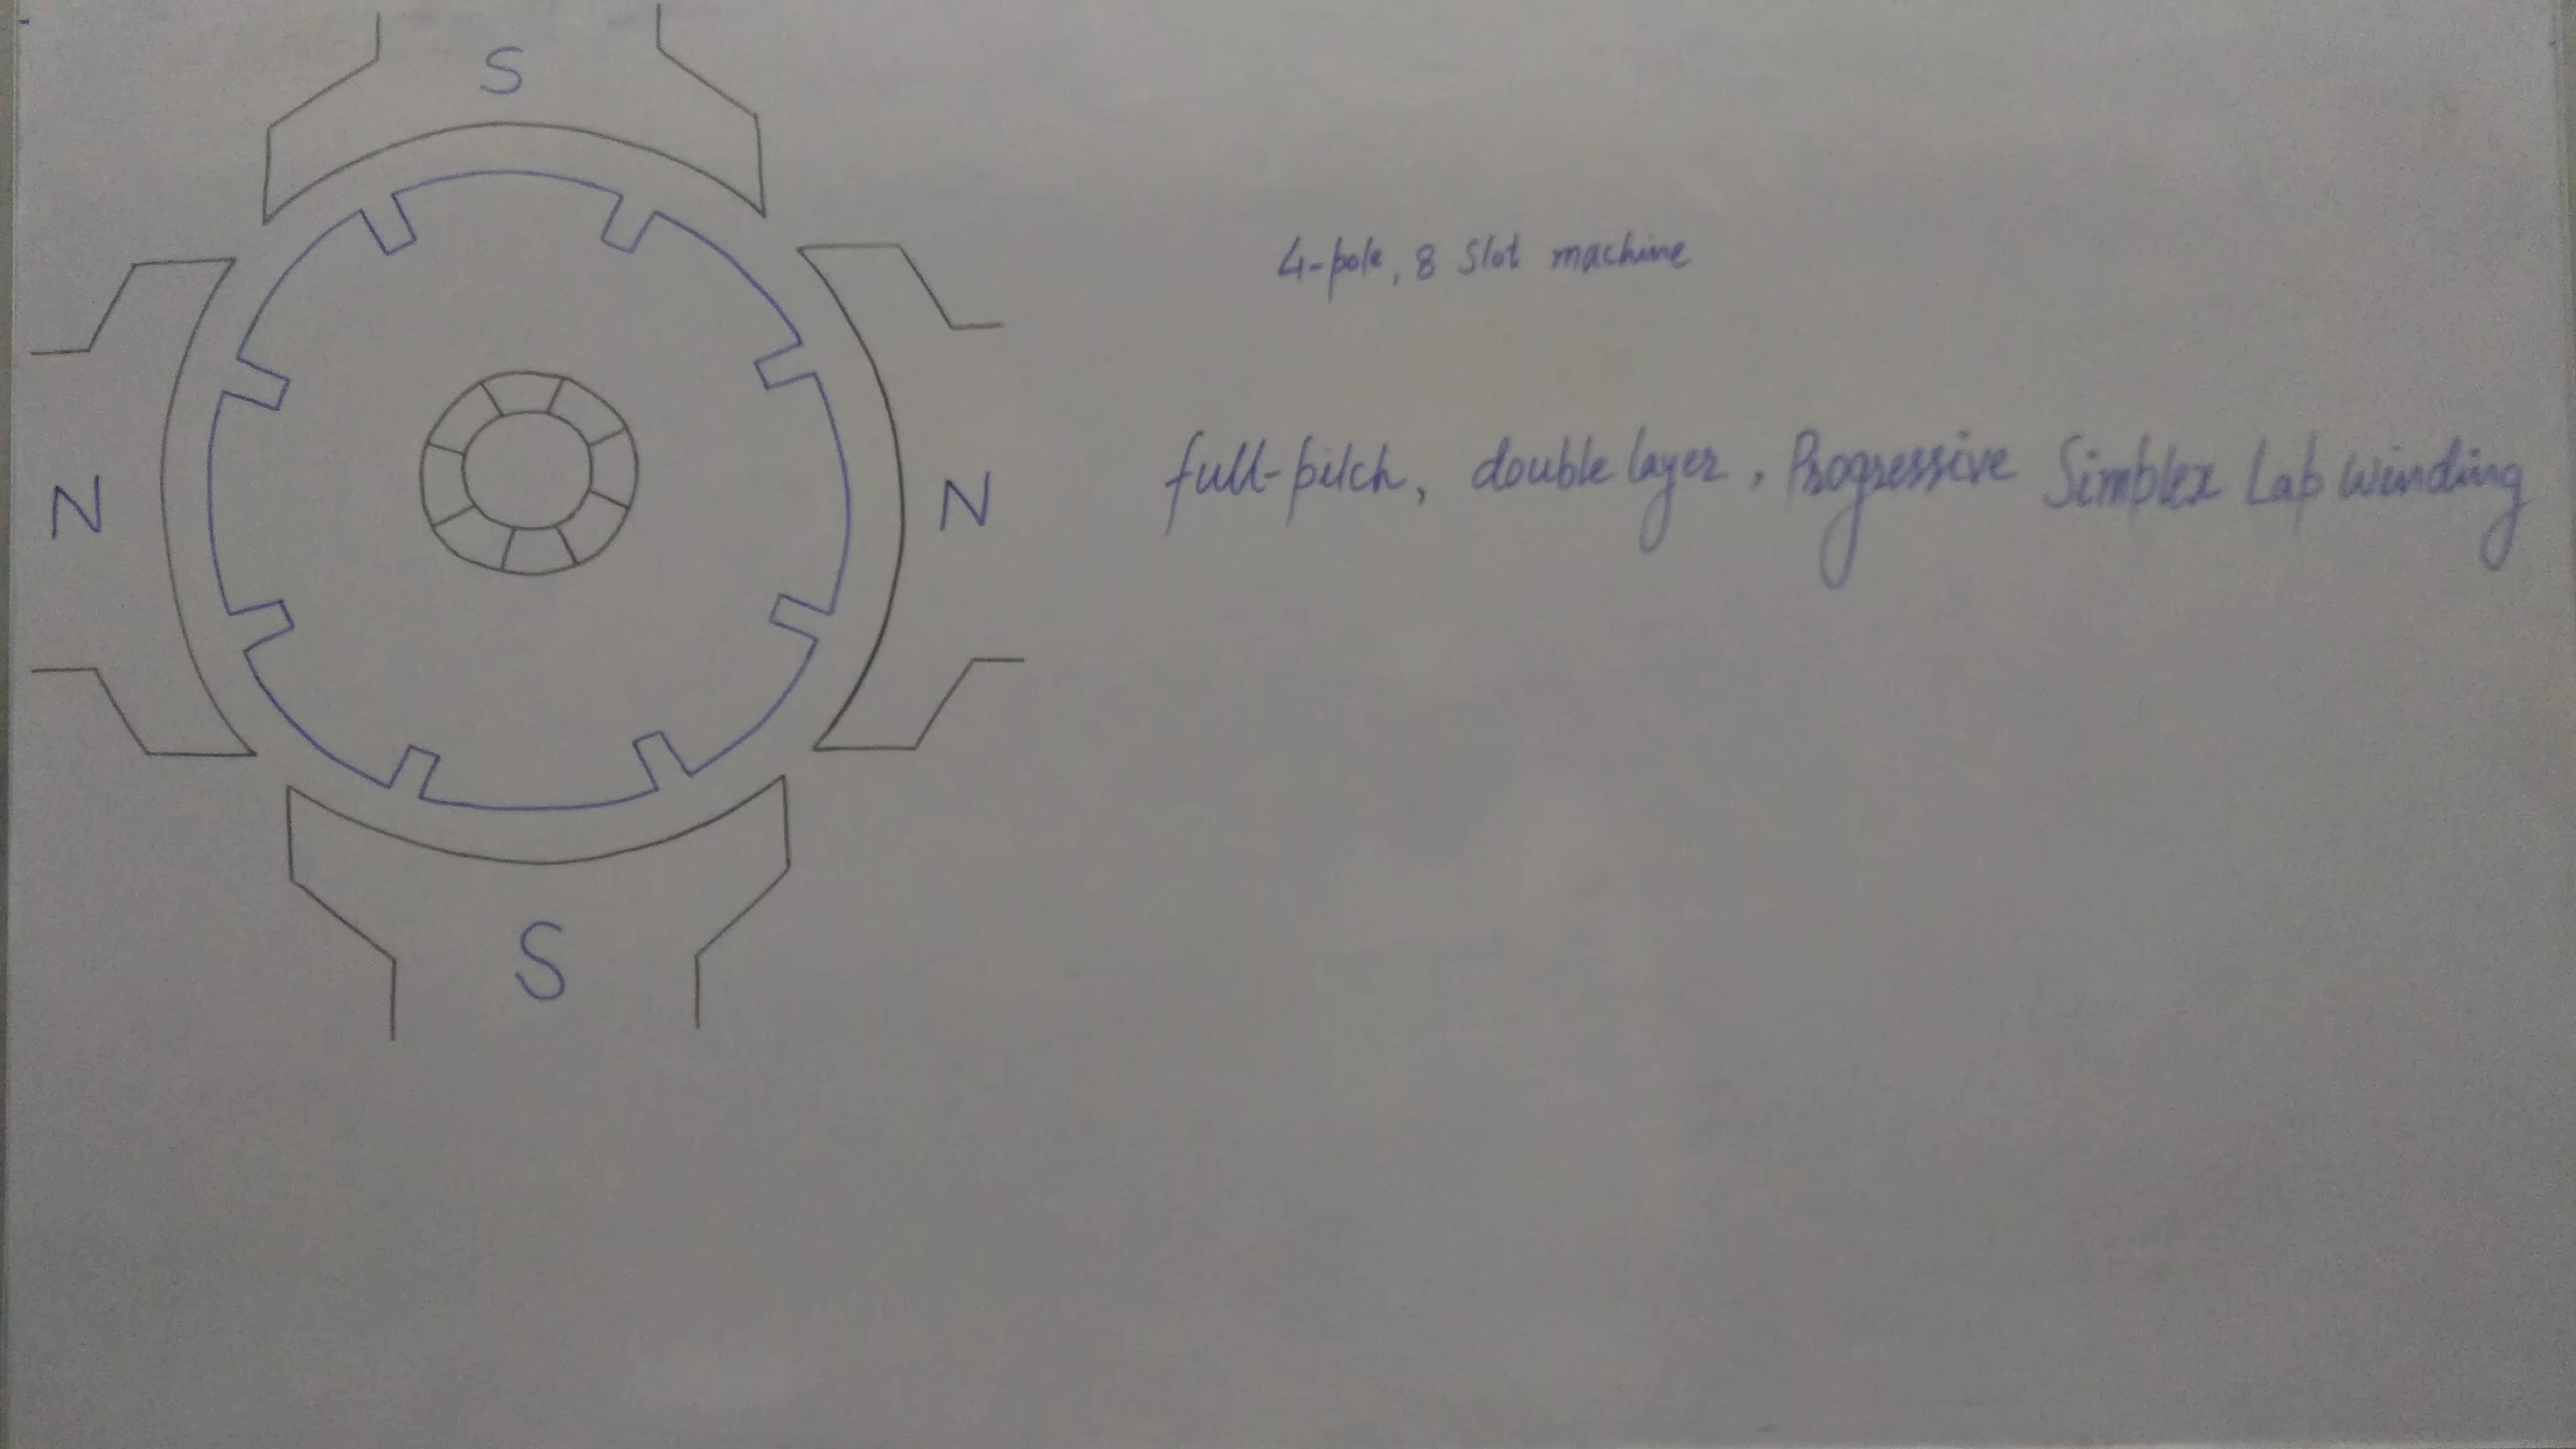 S
4-pole, 8 slot machine
full-pitch, double layer, Progressive Simplex Lap winding
N
N
S